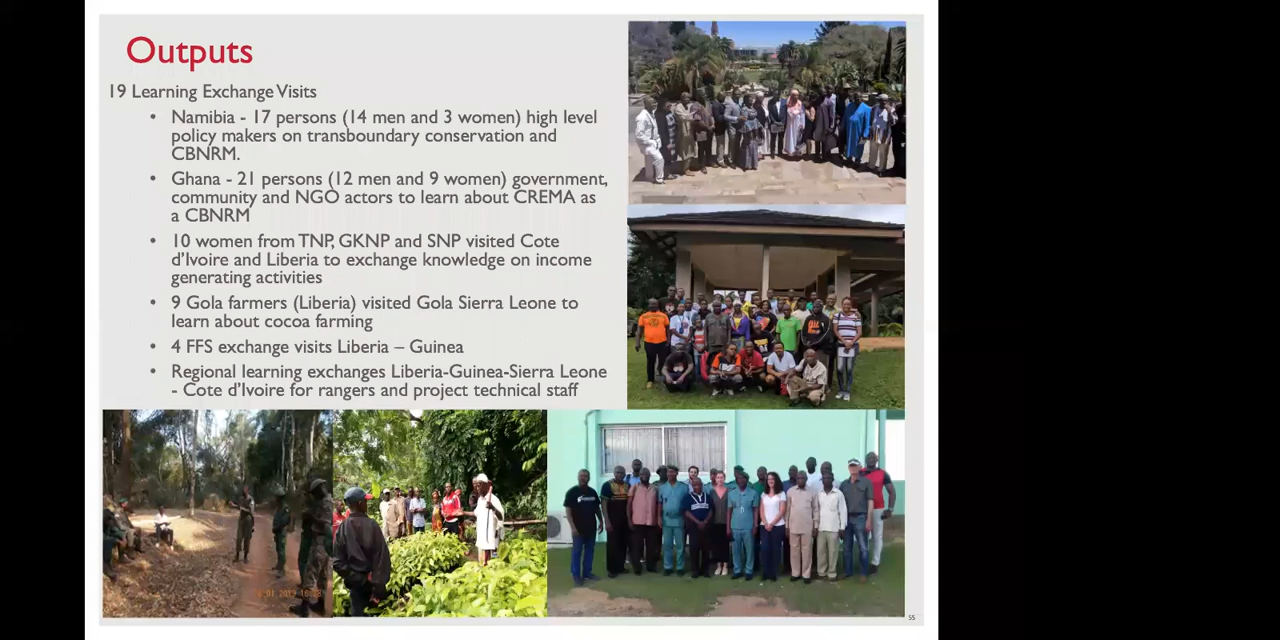 Outputs
19 Learning Exchange Visits
• Namibia - 17 persons (14 men and 3 women) high level
policy makers on transboundary conservation and
CBNRM.
• Ghana - 21 persons (12 men and 9 women) government,
community and NGO actors to learn about CREMA as
a CBNRM
• 10 women from TNP, GKNP and SNP visited Cote
d'Ivoire and Liberia to exchange knowledge on income
generating activities
• 9 Gola farmers (Liberia) visited Gola Sierra Leone to
learn about cocoa farming
• 4 FFS exchange visits Liberia – Guinea
• Regional learning exchanges Liberia-Guinea-Sierra Leone
- Cote d'Ivoire for rangers and project technical staff
55